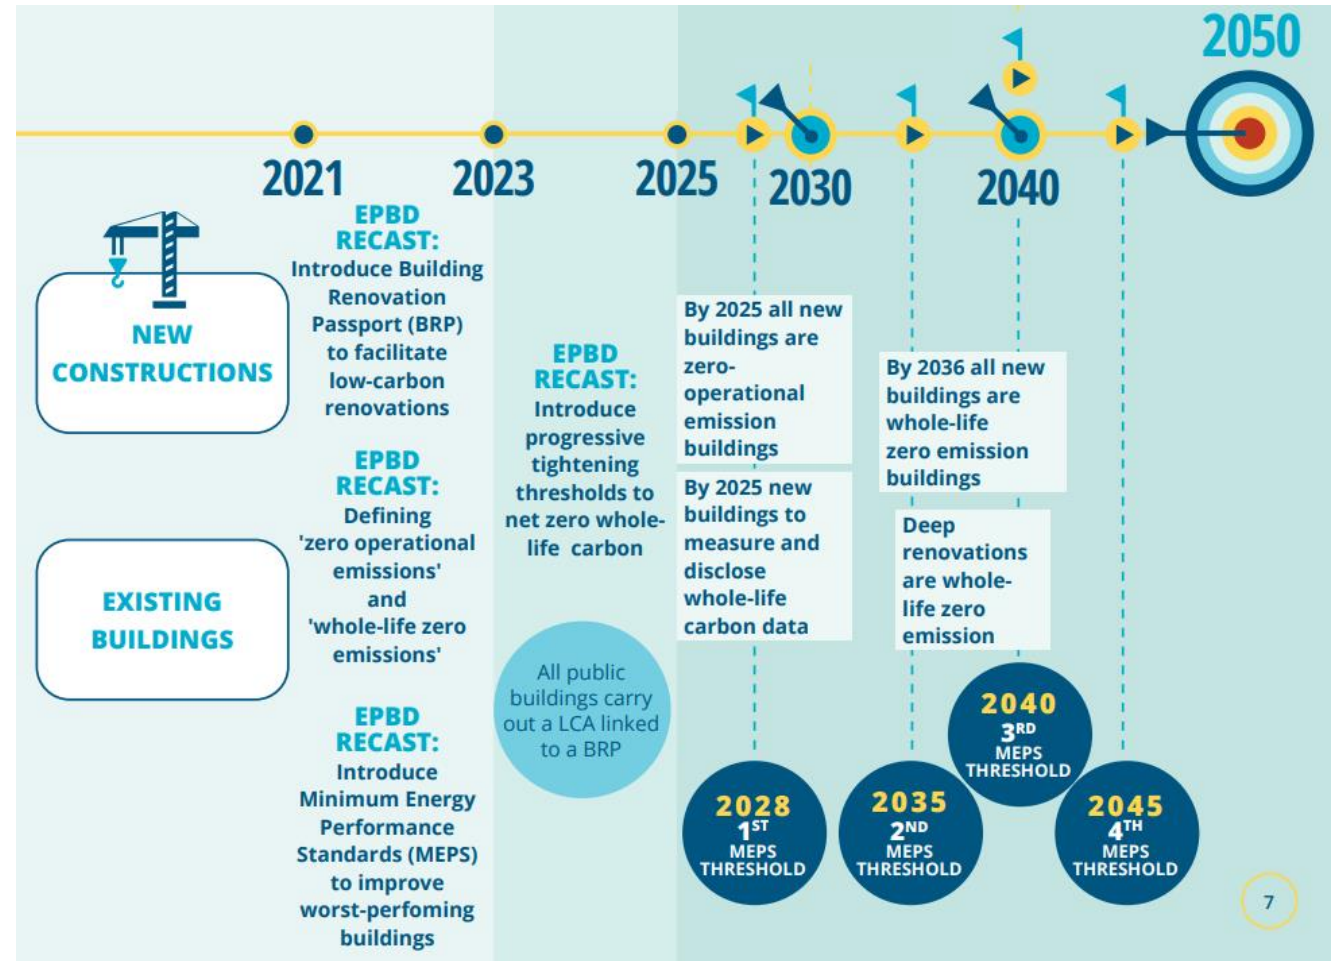 2050
2021
2023
2025
2030
2040
NEW
CONSTRUCTIONS
EXISTING
BUILDINGS
EPBD
RECAST:
Introduce Building
Renovation
Passport (BRP)
to facilitate
low-carbon
renovations
EPBD
RECAST:
Defining
'zero operational
emissions'
and
'whole-life zero
emissions'
EPBD
RECAST:
Introduce
Minimum Energy
Performance
Standards (MEPS)
to improve
worst-perfoming
buildings
EPBD
RECAST:
Introduce
progressive
tightening
thresholds to
net zero whole-
life carbon
All public
buildings carry
out a LCA linked
to a BRP
By 2025 all new
buildings are
zero-
operational
emission
buildings
By 2025 new
buildings to
measure and
disclose
whole-life
carbon data
By 2036 all new
buildings are
whole-life
zero emission
buildings
Deep
renovations
are whole-
life zero
emission
2028
1ST
MEPS
THRESHOLD
2035
2ND
MEPS
THRESHOLD
2040
3RD
MEPS
THRESHOLD
2045
4TH
MEPS
THRESHOLD
7